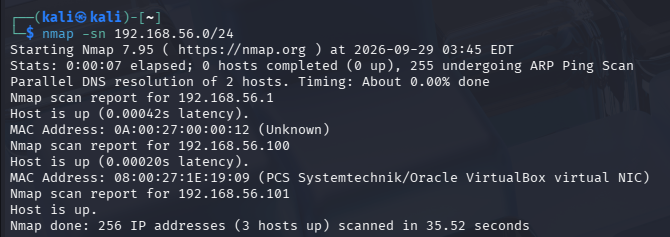 ┌──(kali㉿kali)-[~]
└─$ nmap -sn 192.168.56.0/24
Starting Nmap 7.95 ( https://nmap.org ) at 2026-09-29 03:45 EDT
Stats: 0:00:07 elapsed; 0 hosts completed (0 up), 255 undergoing ARP Ping Scan
Parallel DNS resolution of 2 hosts. Timing: About 0.00% done
Nmap scan report for 192.168.56.1
Host is up (0.00042s latency).
MAC Address: 0A:00:27:00:00:12 (Unknown)
Nmap scan report for 192.168.56.100
Host is up (0.00020s latency).
MAC Address: 08:00:27:1E:19:09 (PCS Systemtechnik/Oracle VirtualBox virtual NIC)
Nmap scan report for 192.168.56.101
Host is up.
Nmap done: 256 IP addresses (3 hosts up) scanned in 35.52 seconds